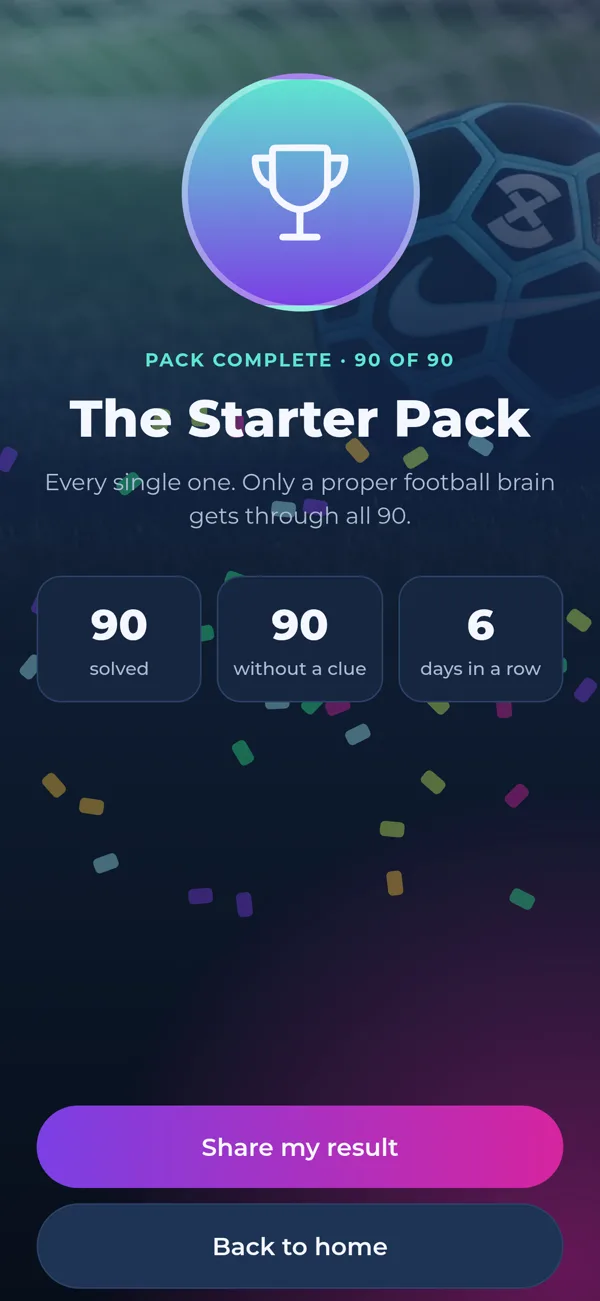 PACK COMPLETE · 90 OF 90
The Starter Pack
Every single one. Only a proper football brain
gets through all 90.
90
solved
90
without a clue
6
days in a row
Share my result
Back to home